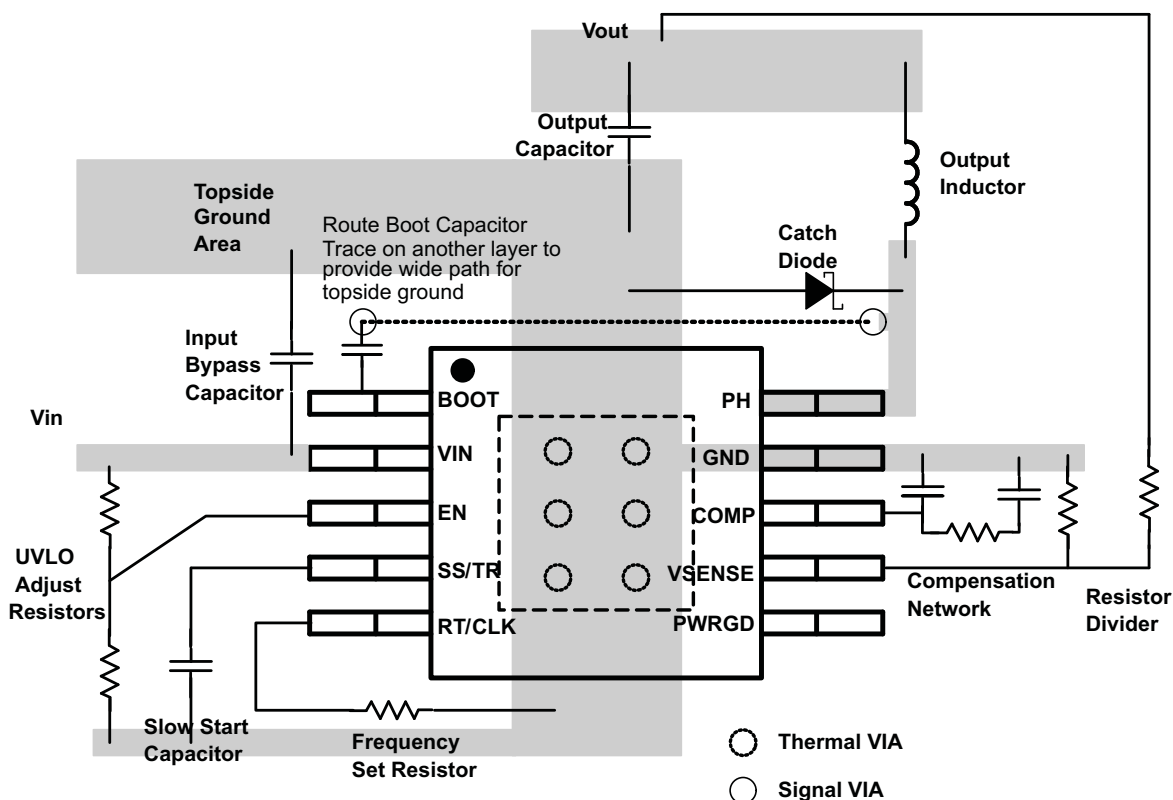 Vout
Output
Capacitor
Output
Inductor
Topside
Ground
Area
Route Boot Capacitor
Trace on another layer to
provide wide path for
topside ground
Catch
Diode
Input
Bypass
Capacitor
Vin
BOOT
VIN
EN
SS/TR
RT/CLK
PH
GND
COMP
VSENSE
PWRGD
UVLO
Adjust
Resistors
Compensation
Network
Resistor
Divider
Slow Start
Capacitor
Frequency
Set Resistor
Thermal VIA
Signal VIA